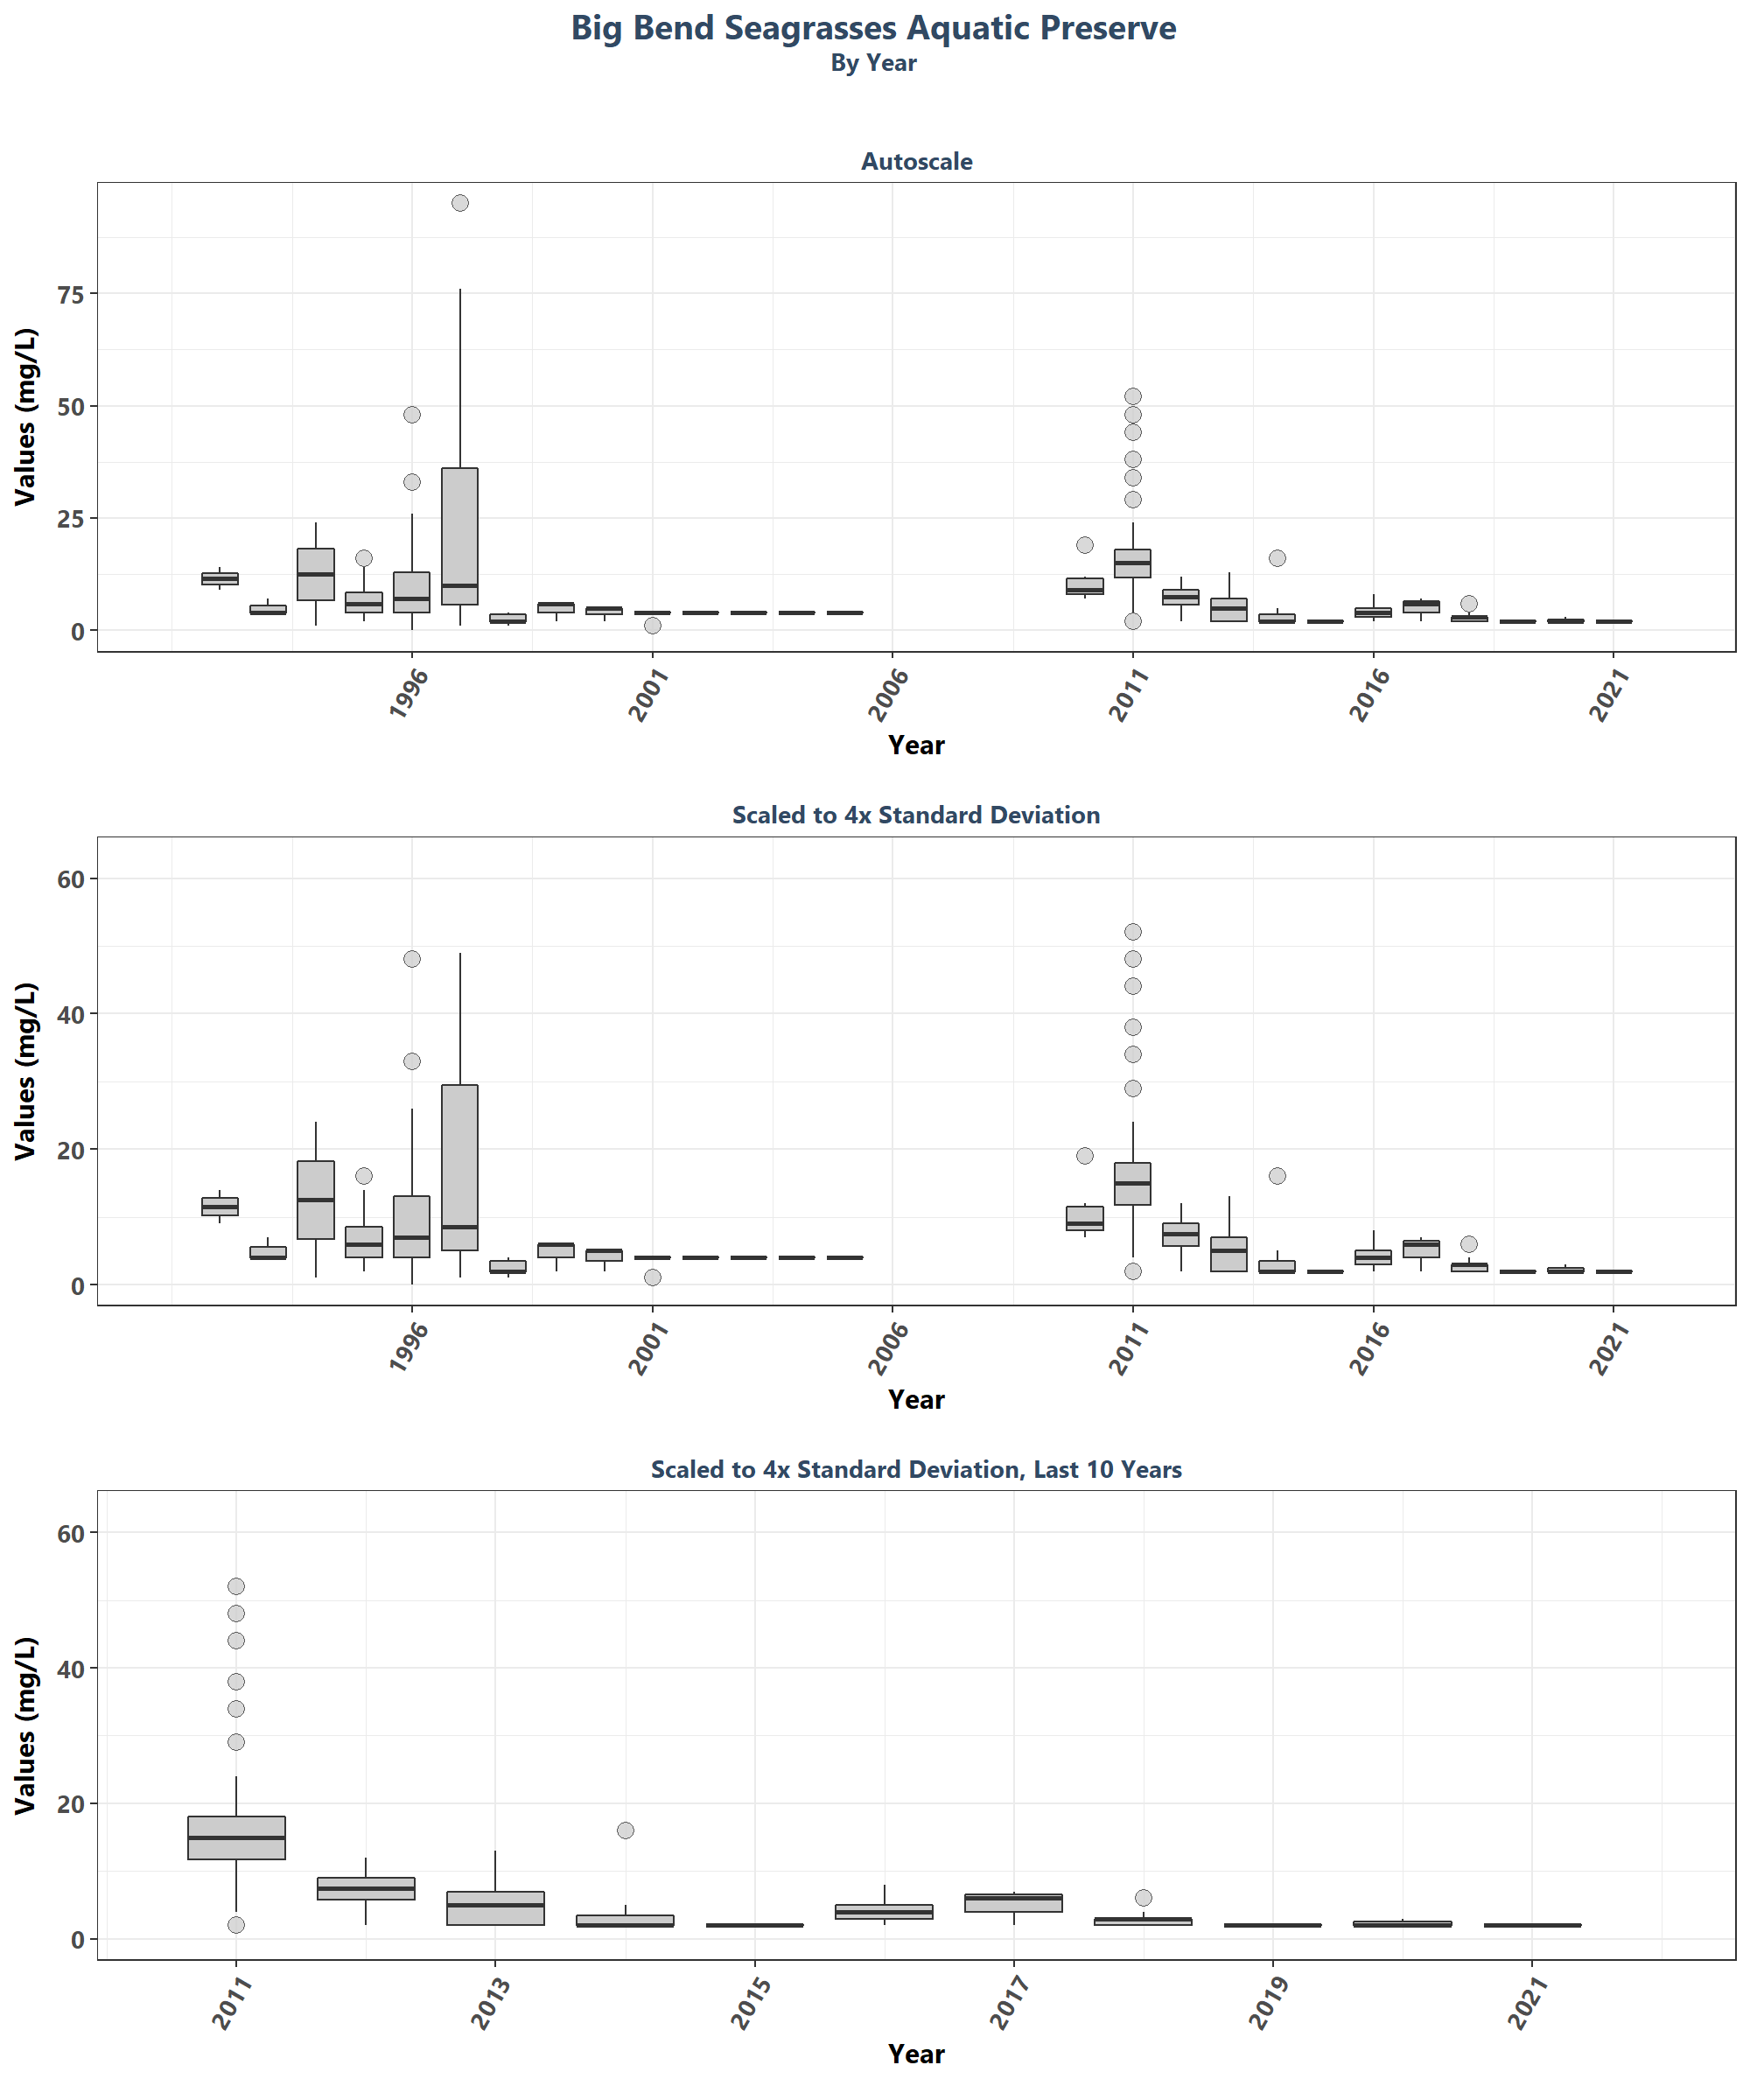 Big Bend Seagrasses Aquatic Preserve
By Year
Autoscale
Values (mg/L)
75
50
25
0
1996
2001
2006
2011
2016
2021
Year
Scaled to 4x Standard Deviation
Values (mg/L)
60
40
20
0
1996
2001
2006
2011
2016
2021
Year
Scaled to 4x Standard Deviation, Last 10 Years
Values (mg/L)
60
40
20
0
2011
2013
2015
2017
2019
2021
Year